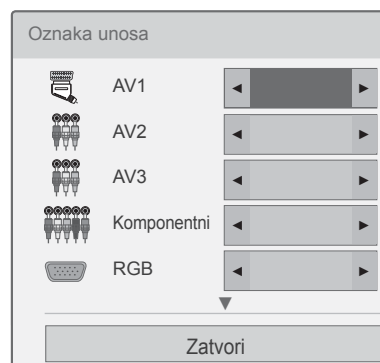 Oznaka unosa
AV1
AV2
AV3
Komponentni
RGB
Zatvori